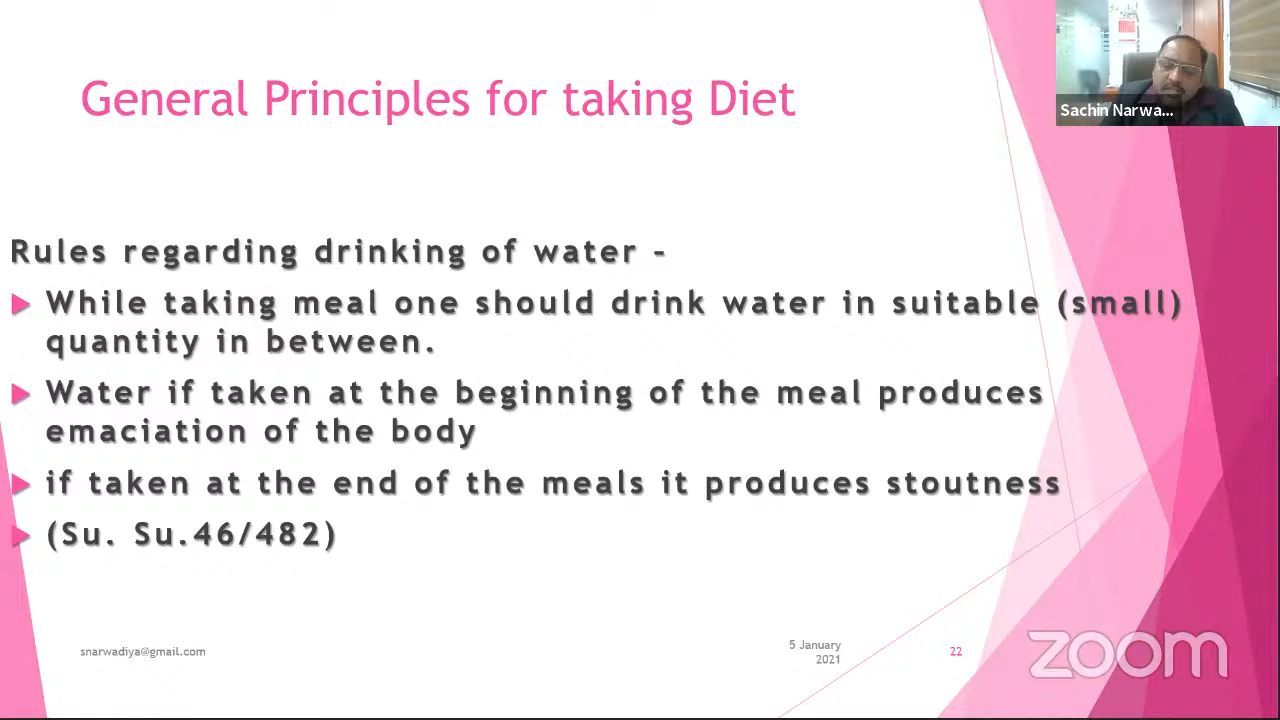 General Principles for taking Diet
Sachin Narwa...
Rules regarding drinking of water –
While taking meal one should drink water in suitable (small)
quantity in between.
Water if taken at the beginning of the meal produces
emaciation of the body
if taken at the end of the meals it produces stoutness
(Su. Su.46/482)
snarwadiya@gmail.com
5 January
2021
22
zoom